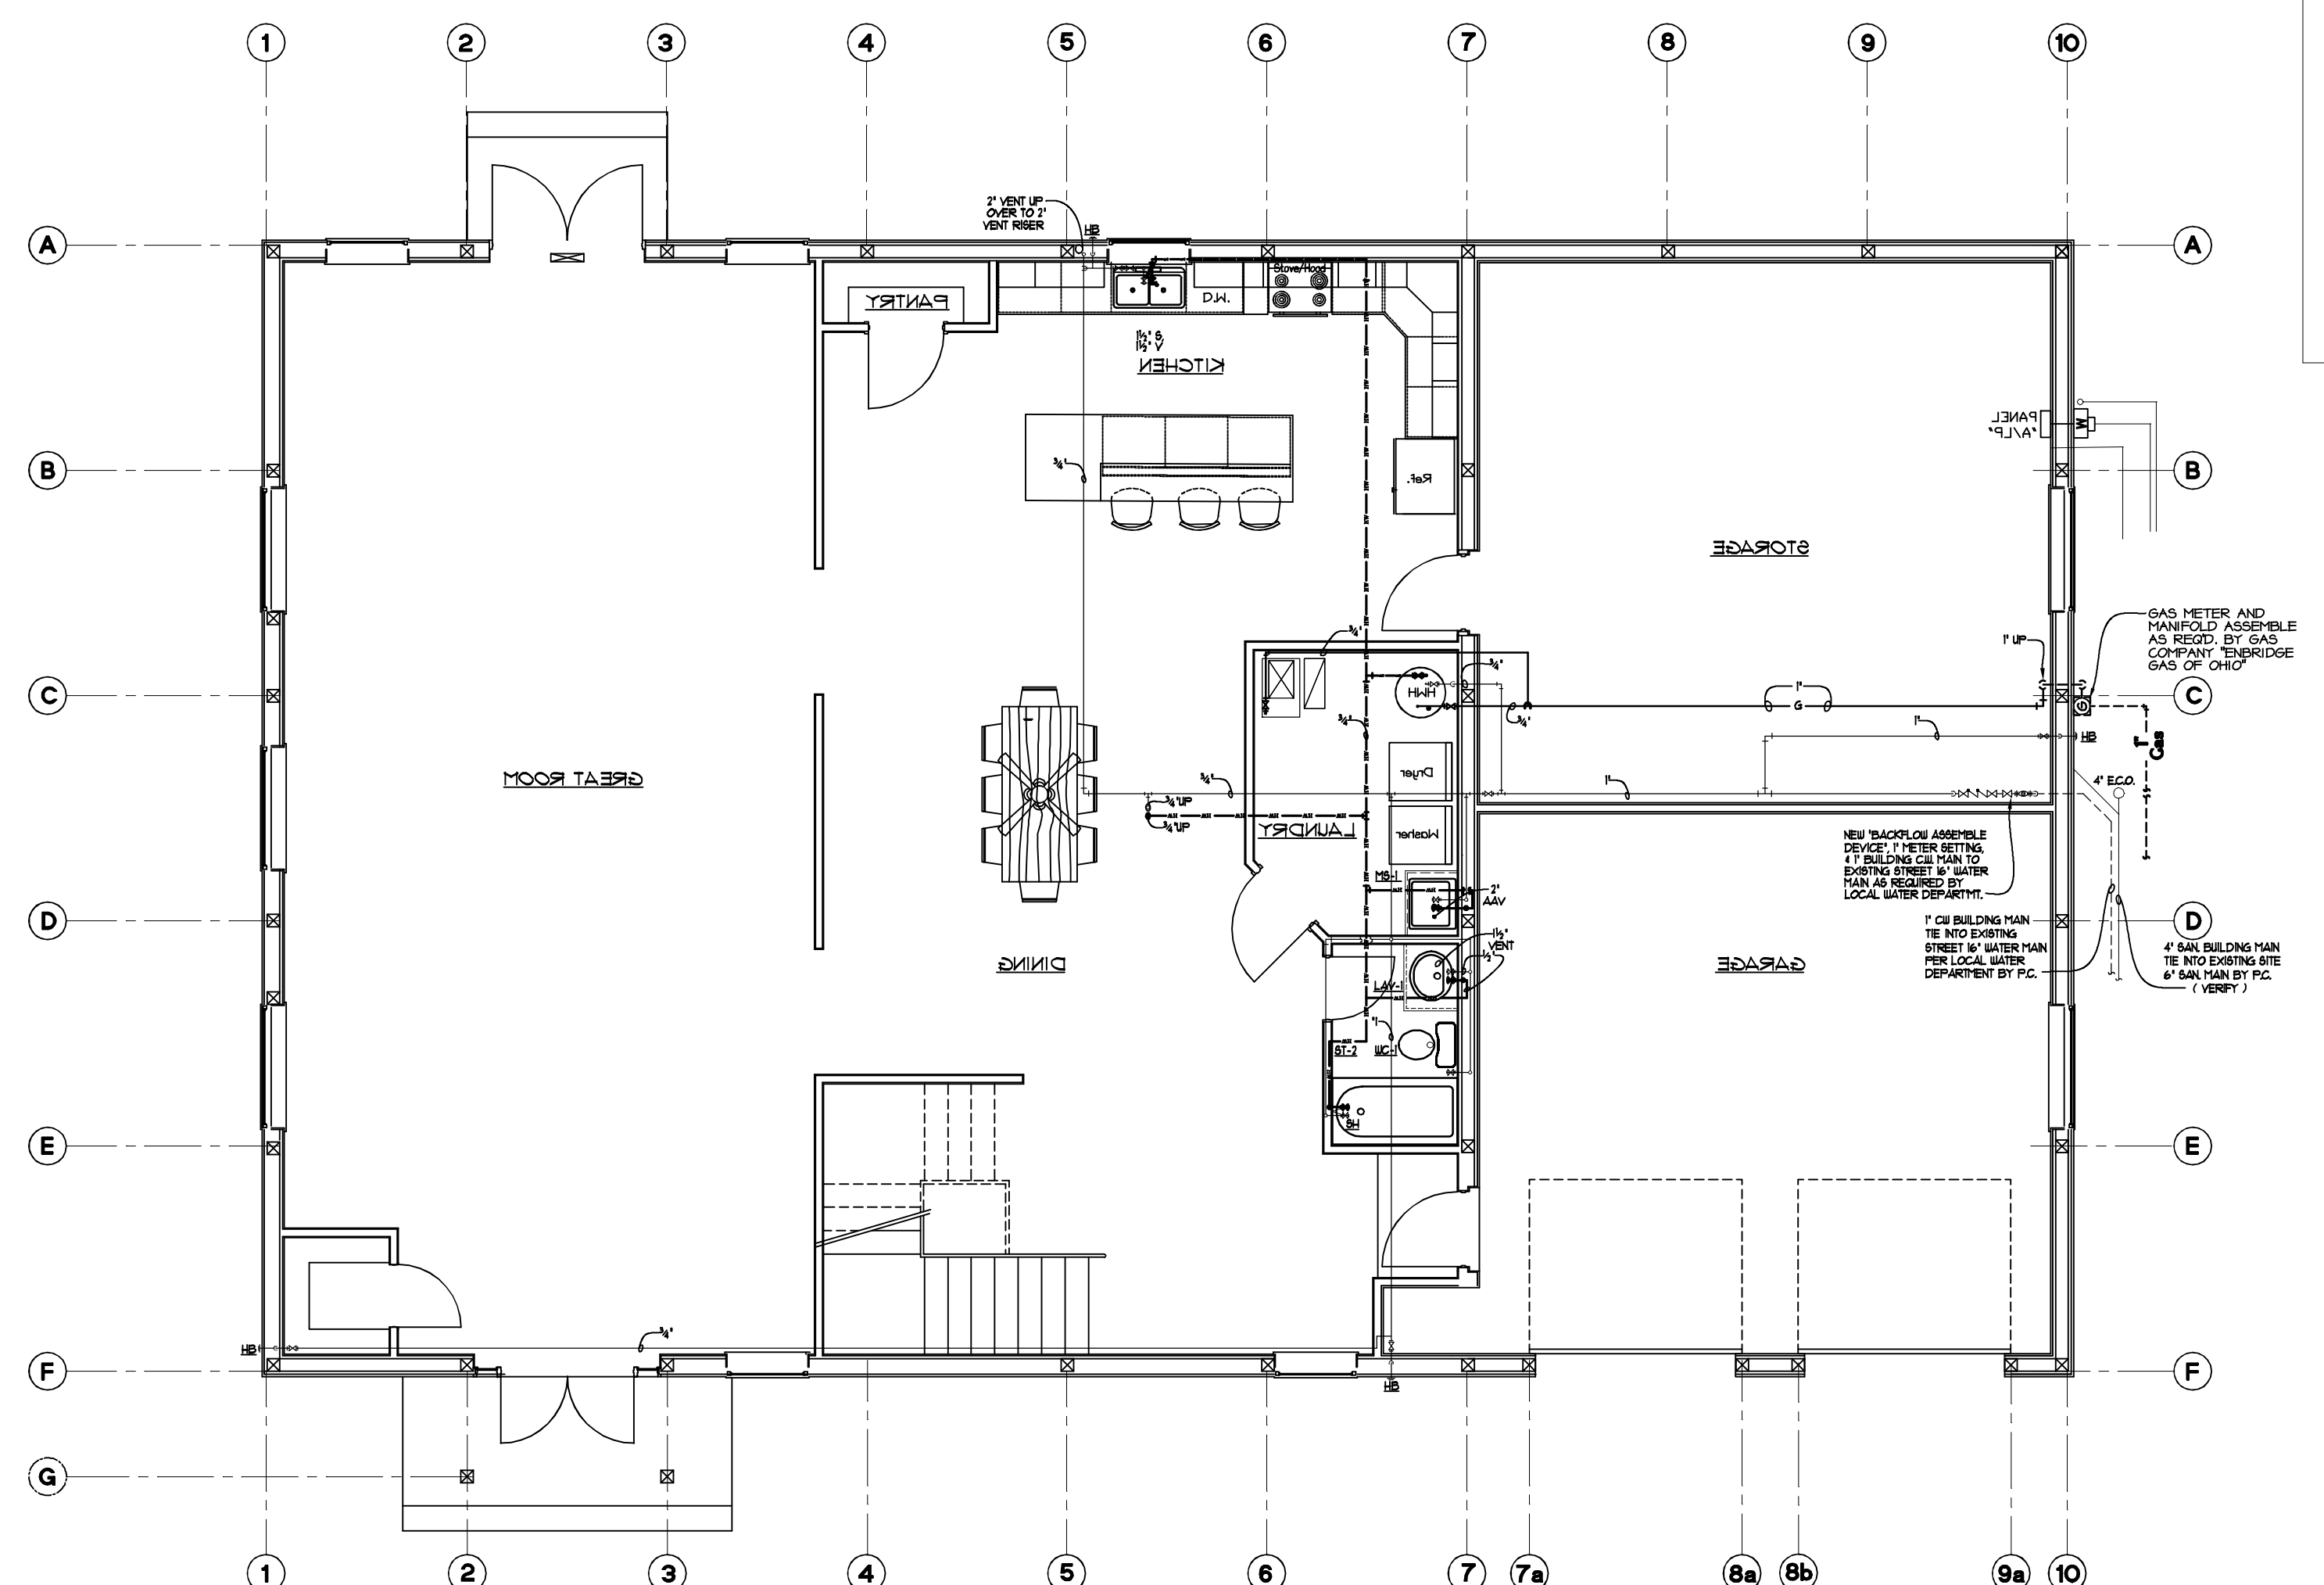 1 2 3 4 5 6 7 8 9 10
2" VENT UP
OVER TO 2"
VENT RISER
HB
A A
Stove/Hood
PANTRY
D.W.
1½" S.
1½" V
KITCHEN
PANEL
"A/LP"
W
¾"
Ref.
B B
STORAGE
GAS METER AND
MANIFOLD ASSEMBLE
AS REQ'D. BY GAS
COMPANY "ENBRIDGE
GAS OF OHIO"
¾"
1" UP
¾"
HWH
1"
G
G
C C
¾"
¾"
1"
HB
1"
Gas
GREAT ROOM
Dryer
¾"
1"
4" E.C.O.
¾"UP
¾"UP
LAUNDRY
Washer
NEW "BACKFLOW ASSEMBLE
DEVICE", 1" METER SETTING,
& 1" BUILDING C.W. MAIN TO
EXISTING STREET 16" WATER
MAIN AS REQUIRED BY
LOCAL WATER DEPARTMT.
MS-1
2"
AAV
D D
1" CW BUILDING MAIN
TIE INTO EXISTING
STREET 16" WATER MAIN
PER LOCAL WATER
DEPARTMENT BY P.C.
4" SAN. BUILDING MAIN
TIE INTO EXISTING SITE
6" SAN. MAIN BY P.C.
( VERIFY )
1½"
VENT
½"
DINING
GARAGE
LAV-1
1"
ST-2
WC-1
SH
E E
¾"
HB
F F
HB
G
1 2 3 4 5 6 7 7a 8a 8b 9a 10